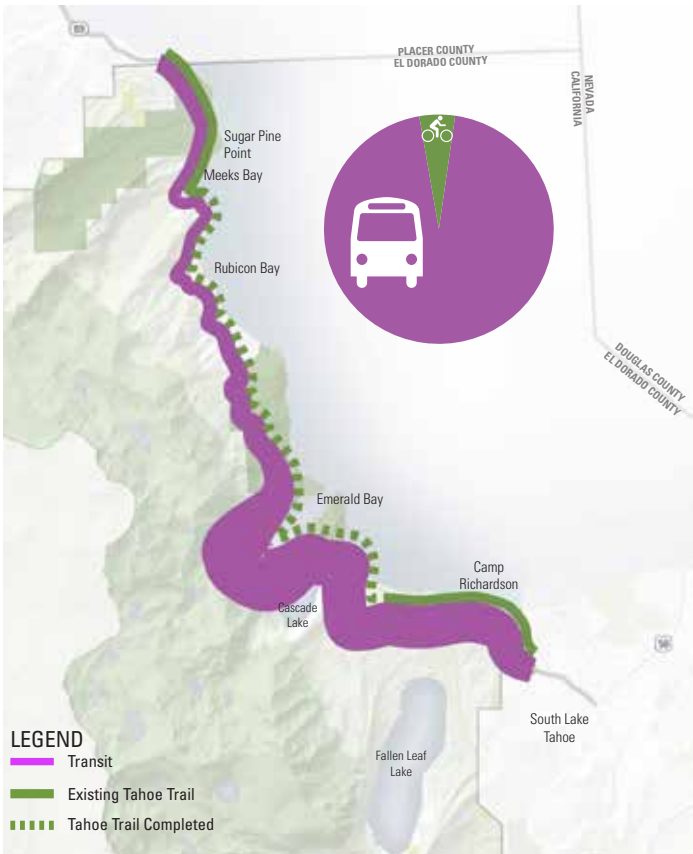 89
PLACER COUNTY
EL DORADO COUNTY
NEVADA
CALIFORNIA
Sugar Pine
Point
Meeks Bay
Rubicon Bay
DOUGLAS COUNTY
EL DORADO COUNTY
Emerald Bay
Camp
Richardson
Cascade
Lake
50
South Lake
Tahoe
Fallen Leaf
Lake
LEGEND
Transit
Existing Tahoe Trail
Tahoe Trail Completed